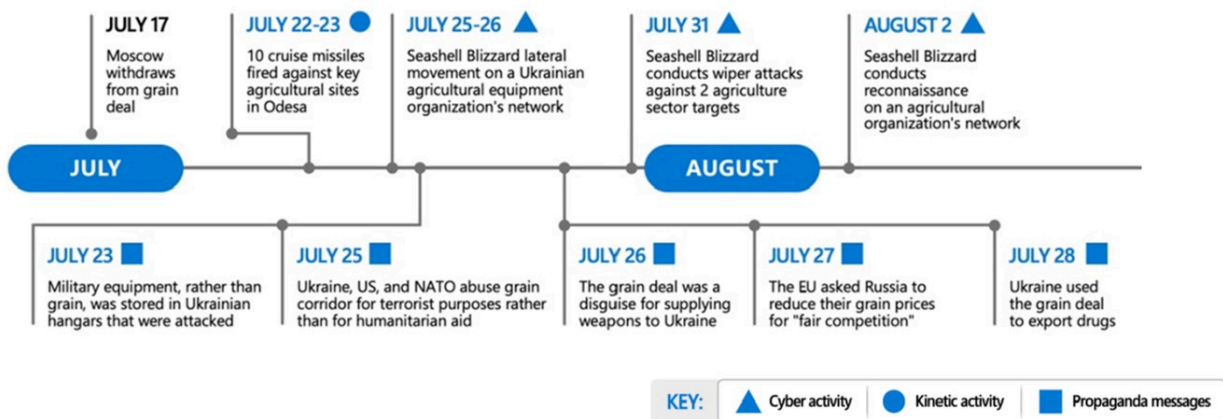 JULY 17
Moscow
withdraws
from grain
deal
JULY 22-23
10 cruise missiles
fired against key
agricultural sites
in Odesa
JULY 25-26
Seashell Blizzard lateral
movement on a Ukrainian
agricultural equipment
organization's network
JULY 31
Seashell Blizzard
conducts wiper attacks
against 2 agriculture
sector targets
AUGUST 2
Seashell Blizzard
conducts
reconnaissance
on an agricultural
organization's network
JULY
AUGUST
JULY 23
Military equipment, rather than
grain, was stored in Ukrainian
hangars that were attacked
JULY 25
Ukraine, US, and NATO abuse grain
corridor for terrorist purposes rather
than for humanitarian aid
JULY 26
The grain deal was a
disguise for supplying
weapons to Ukraine
JULY 27
The EU asked Russia to
reduce their grain prices
for "fair competition"
JULY 28
Ukraine used
the grain deal
to export drugs
KEY: Cyber activity Kinetic activity Propaganda messages